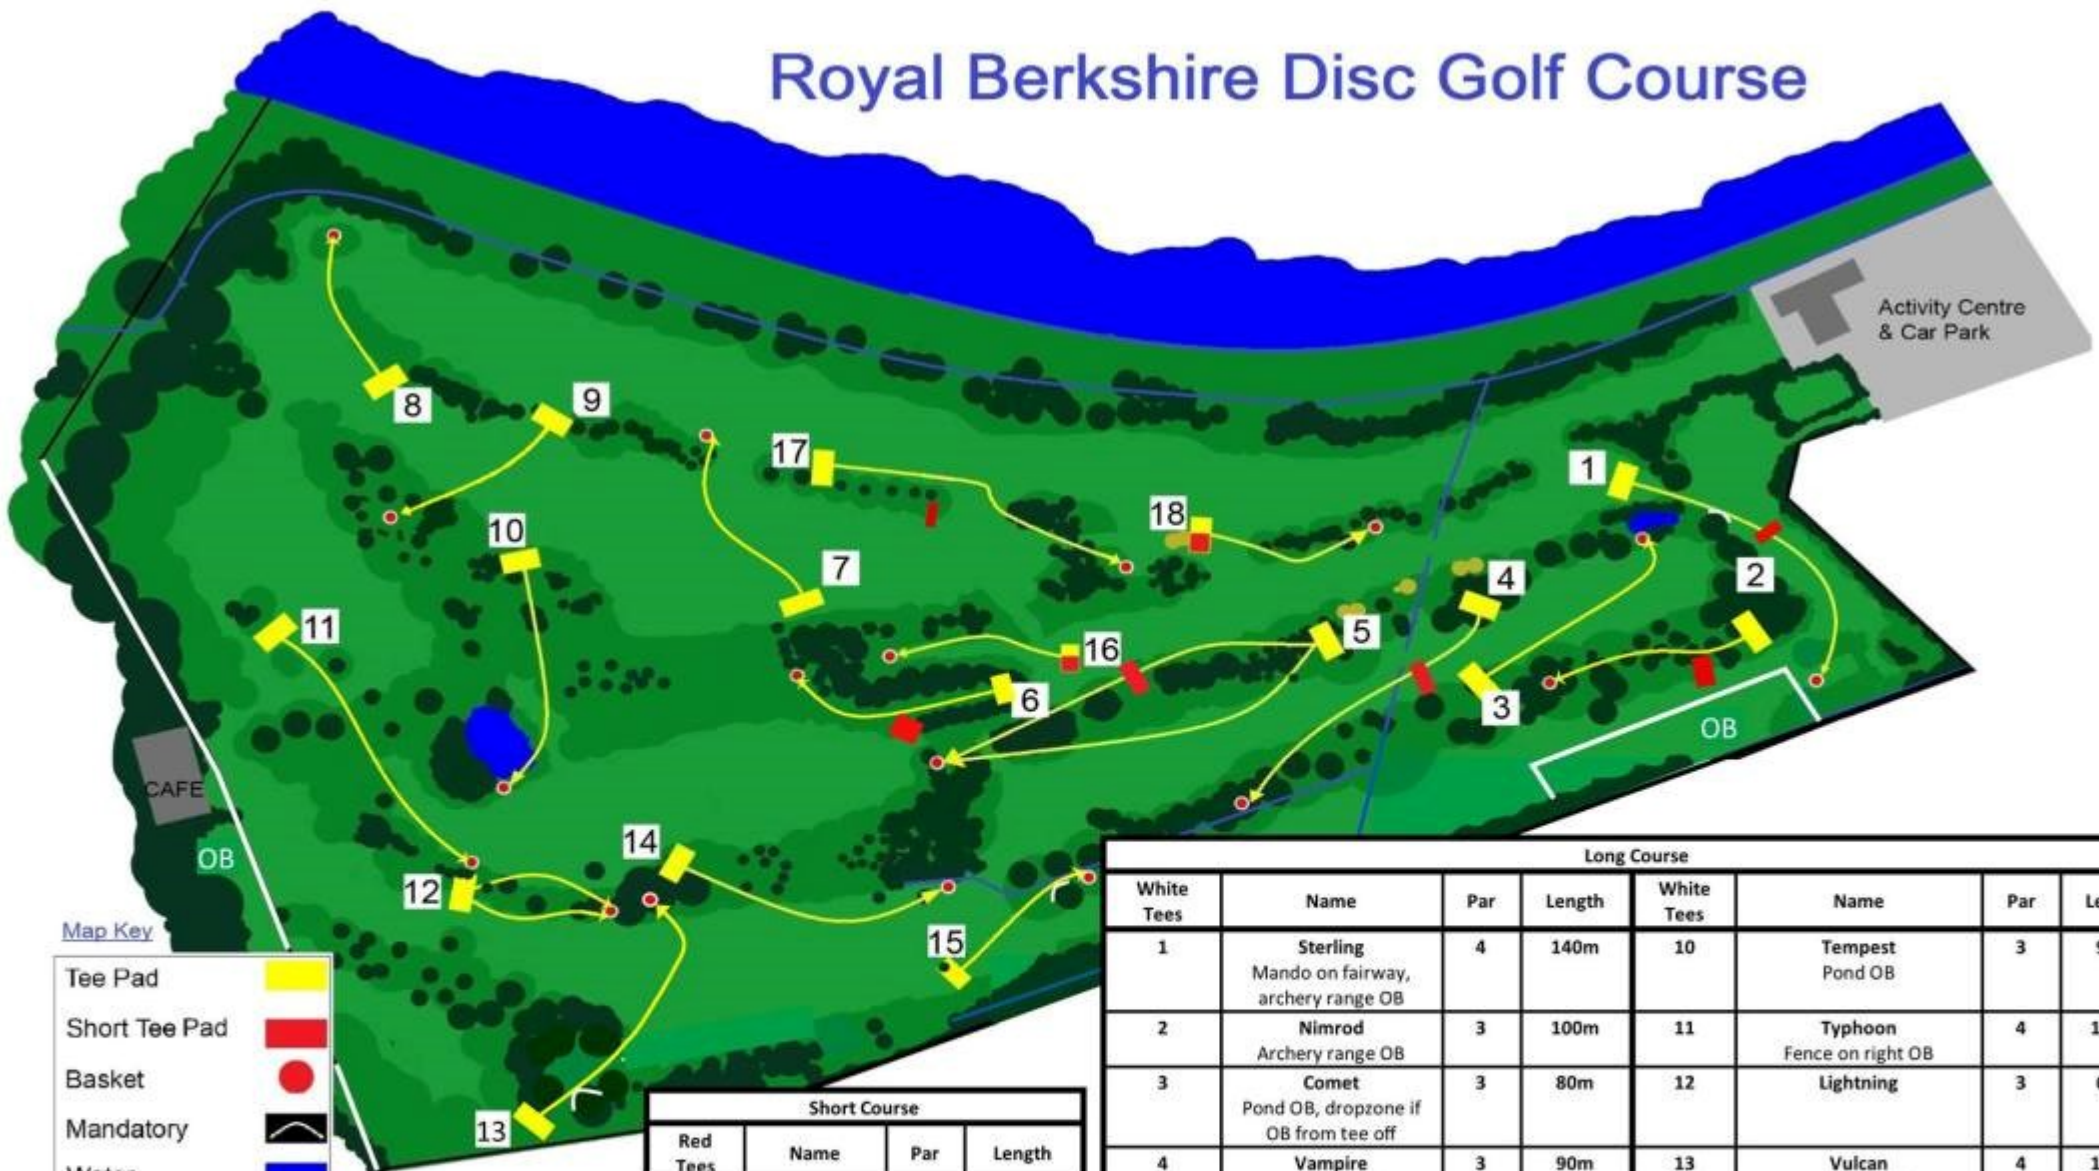 Royal Berkshire Disc Golf Course
Activity Centre
& Car Park
8
9
17
1
18
10
7
2
4
11
5
16
6
3
OB
CAFE
14
OB
12
15
13
Map Key
Tee Pad
Short Tee Pad
Basket
Mandatory
Short Course
Red Tees Name Par Length
Long Course
White Tees Name Par Length White Tees Name Par
1 Sterling 4 140m 10 Tempest 3
Mando on fairway, Pond OB
archery range OB
2 Nimrod 3 100m 11 Typhoon 4
Archery range OB Fence on right OB
3 Comet 3 80m 12 Lightning 3
Pond OB, dropzone if
OB from tee off
4 Vampire 3 90m 13 Vulcan 4